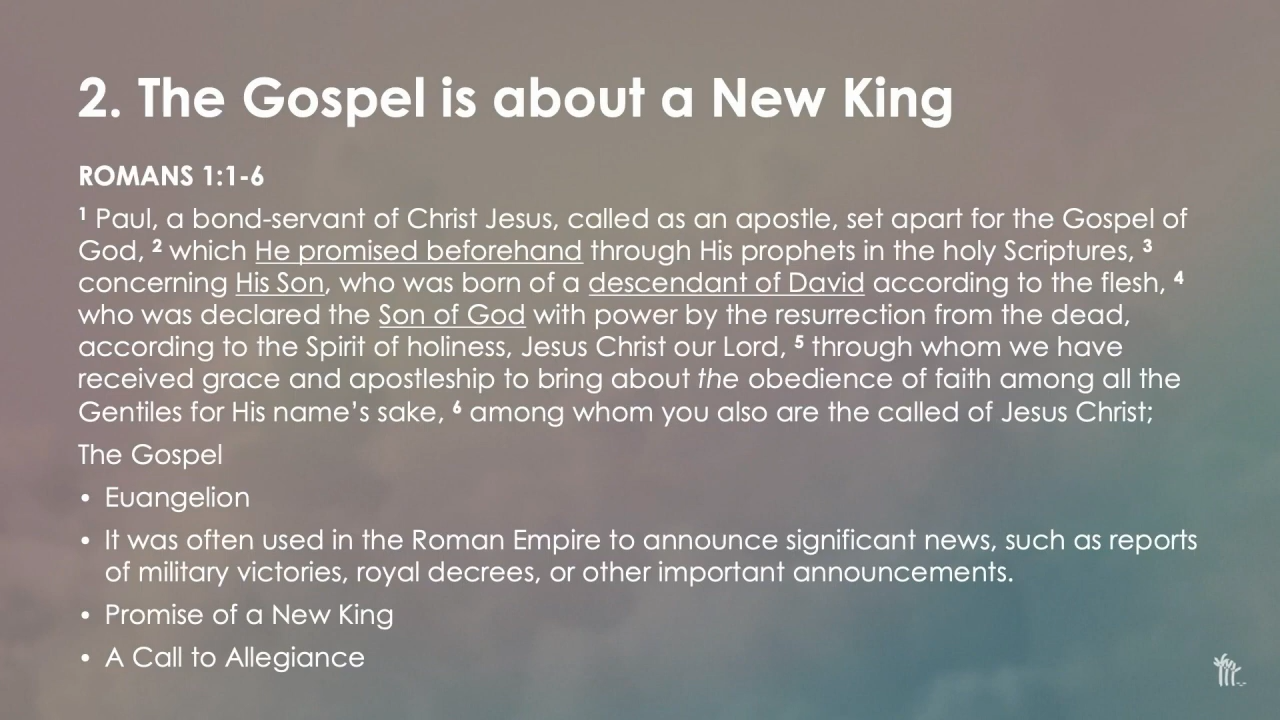 2. The Gospel is about a New King
ROMANS 1:1-6
1 Paul, a bond-servant of Christ Jesus, called as an apostle, set apart for the Gospel of
God, 2 which He promised beforehand through His prophets in the holy Scriptures, 3
concerning His Son, who was born of a descendant of David according to the flesh, 4
who was declared the Son of God with power by the resurrection from the dead,
according to the Spirit of holiness, Jesus Christ our Lord, 5 through whom we have
received grace and apostleship to bring about the obedience of faith among all the
Gentiles for His name’s sake, 6 among whom you also are the called of Jesus Christ;
The Gospel
• Euangelion
• It was often used in the Roman Empire to announce significant news, such as reports
of military victories, royal decrees, or other important announcements.
• Promise of a New King
• A Call to Allegiance